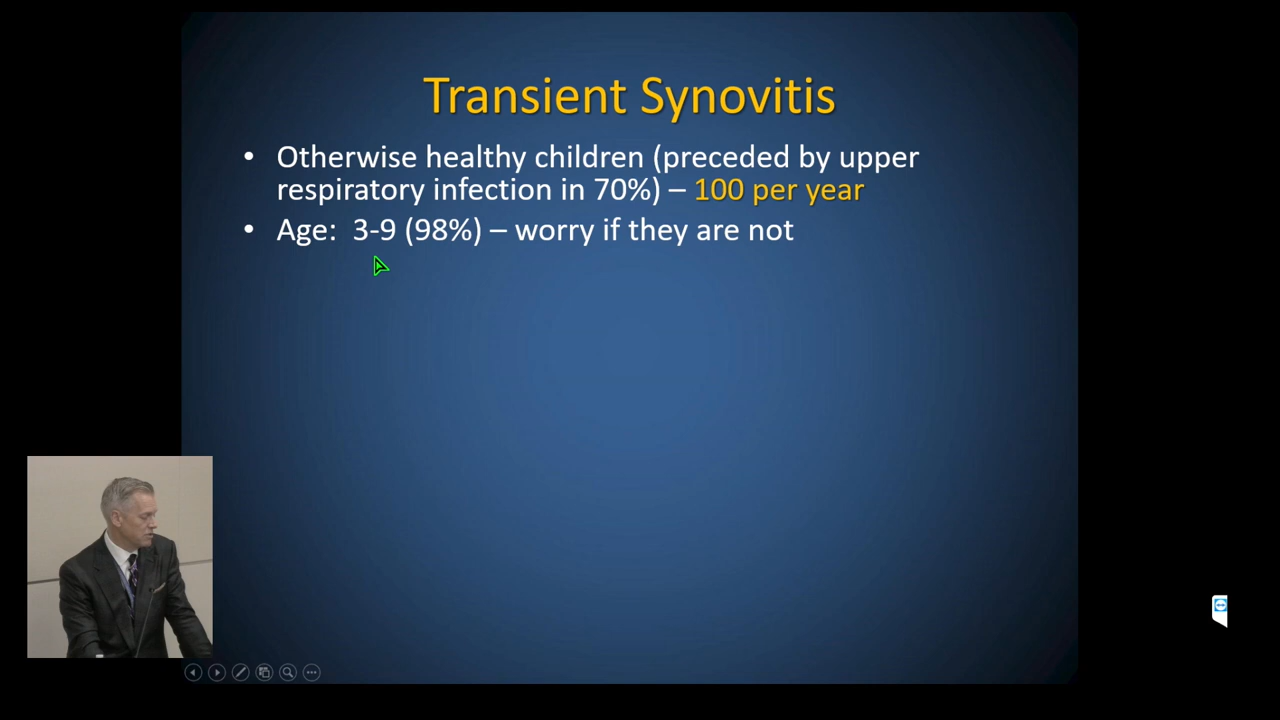 Transient Synovitis
• Otherwise healthy children (preceded by upper
respiratory infection in 70%) – 100 per year
• Age: 3-9 (98%) – worry if they are not